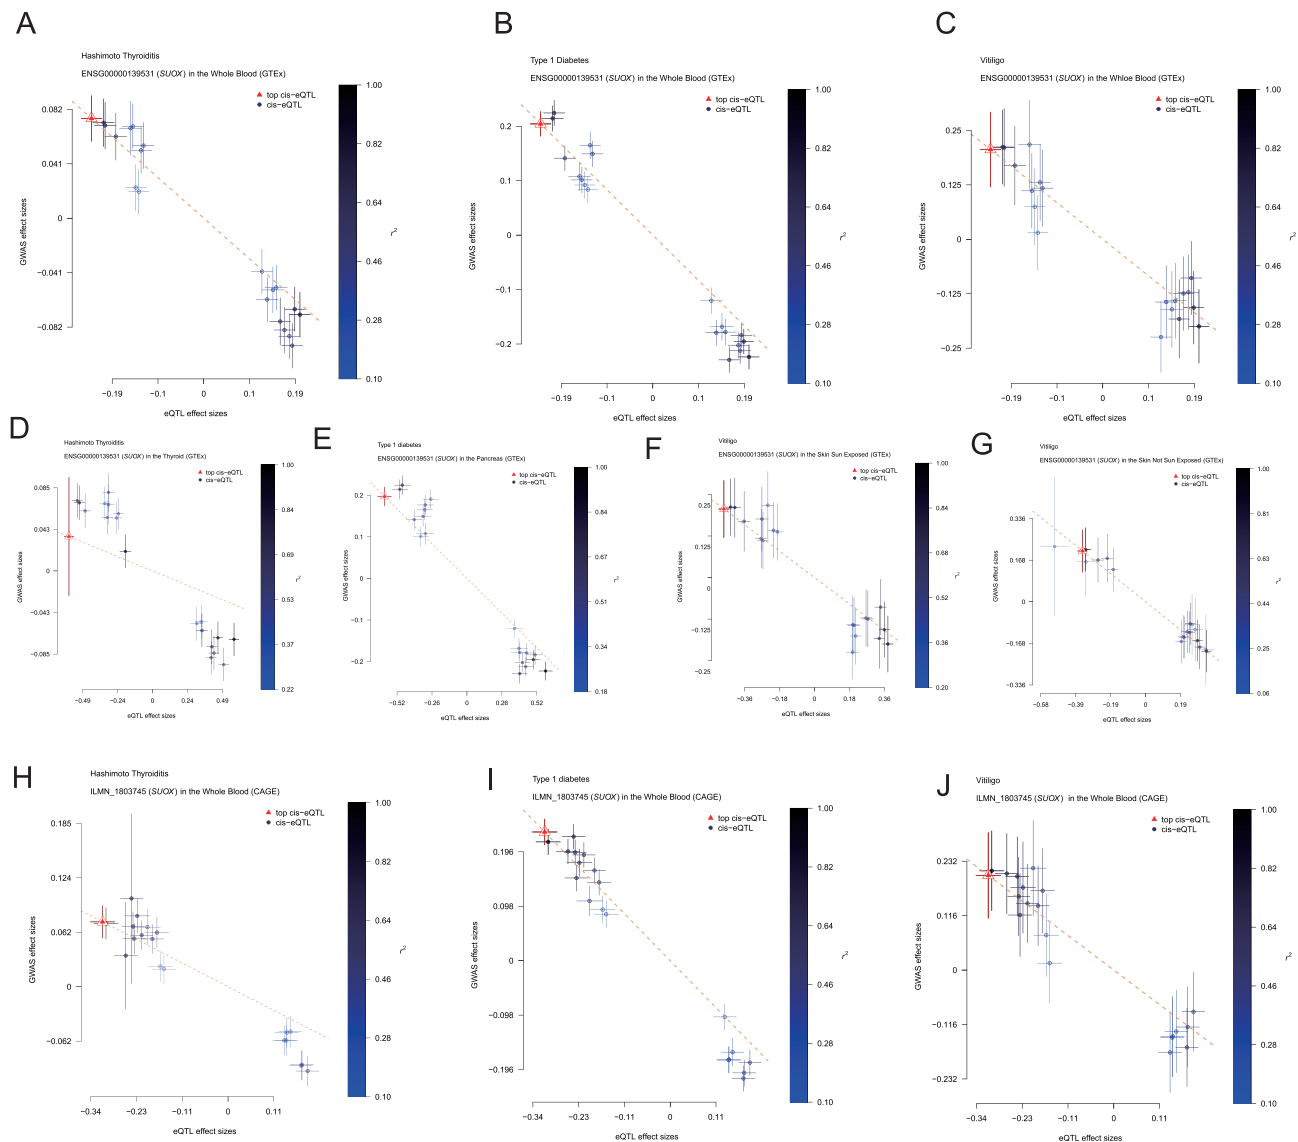 A
Hashimoto Thyroiditis
ENSG00000139531 (SUOX) in the Whole Blood (GTEx)
top cis−eQTL
cis−eQTL
0.082
0.041
0
−0.041
−0.082
GWAS effect sizes
−0.19
−0.1
0
0.1
0.19
eQTL effect sizes
1.00
0.82
0.64
0.46
0.28
0.10
r2
B
Type 1 Diabetes
ENSG00000139531 (SUOX) in the Whole Blood (GTEx)
top cis−eQTL
cis−eQTL
0.2
0.1
0
−0.1
−0.2
GWAS effect sizes
−0.19
−0.1
0
0.1
0.19
eQTL effect sizes
1.00
0.82
0.64
0.46
0.28
0.10
r2
C
Vitiligo
ENSG00000139531 (SUOX) in the Whloe Blood (GTEx)
top cis−eQTL
cis−eQTL
0.25
0.125
0
−0.125
−0.25
GWAS effect sizes
−0.19
−0.1
0
0.1
0.19
eQTL effect sizes
1.00
0.82
0.64
0.46
0.28
0.10
r2
D
Hashimoto Thyroiditis
ENSG00000139531 (SUOX) in the Thyroid (GTEx)
top cis−eQTL
cis−eQTL
0.085
0.043
0
−0.043
−0.085
GWAS effect sizes
−0.49
−0.24
0
0.24
0.49
eQTL effect sizes
1.00
0.84
0.69
0.53
0.37
0.22
r2
E
Type 1 diabetes
ENSG00000139531 (SUOX) in the Pancreas (GTEx)
top cis−eQTL
cis−eQTL
0.2
0.1
0
−0.1
−0.2
GWAS effect sizes
−0.52
−0.26
0
0.26
0.52
eQTL effect sizes
1.00
0.84
0.67
0.51
0.34
0.18
r2
F
Vitiligo
ENSG00000139531 (SUOX) in the Skin Sun Exposed (GTEx)
top cis−eQTL
cis−eQTL
0.25
0.125
0
−0.125
−0.25
GWAS effect sizes
−0.36
−0.18
0
0.18
0.36
eQTL effect sizes
1.00
0.84
0.68
0.52
0.36
0.20
r2
G
Vitiligo
ENSG00000139531 (SUOX) in the Skin Not Sun Exposed (GTEx)
top cis−eQTL
cis−eQTL
0.336
0.168
0
−0.168
−0.336
GWAS effect sizes
−0.58
−0.39
−0.19
0
0.19
eQTL effect sizes
1.00
0.81
0.63
0.44
0.25
0.06
r2
H
Hashimoto Thyroiditis
ILMN_1803745 (SUOX) in the Whole Blood (CAGE)
top cis−eQTL
cis−eQTL
0.185
0.124
0.062
0
−0.062
GWAS effect sizes
−0.34
−0.23
−0.11
0
0.11
eQTL effect sizes
1.00
0.82
0.64
0.46
0.28
0.10
r2
I
Type 1 diabetes
ILMN_1803745 (SUOX) in the Whole Blood (CAGE)
top cis−eQTL
cis−eQTL
0.196
0.098
0
−0.098
−0.196
GWAS effect sizes
−0.34
−0.23
−0.11
0
0.11
eQTL effect sizes
1.00
0.82
0.64
0.46
0.28
0.10
r2
J
Vitiligo
ILMN_1803745 (SUOX) in the Whole Blood (CAGE)
top cis−eQTL
cis−eQTL
0.232
0.116
0
−0.116
−0.232
GWAS effect sizes
−0.34
−0.23
−0.11
0
0.11
eQTL effect sizes
1.00
0.82
0.64
0.46
0.28
0.10
r2